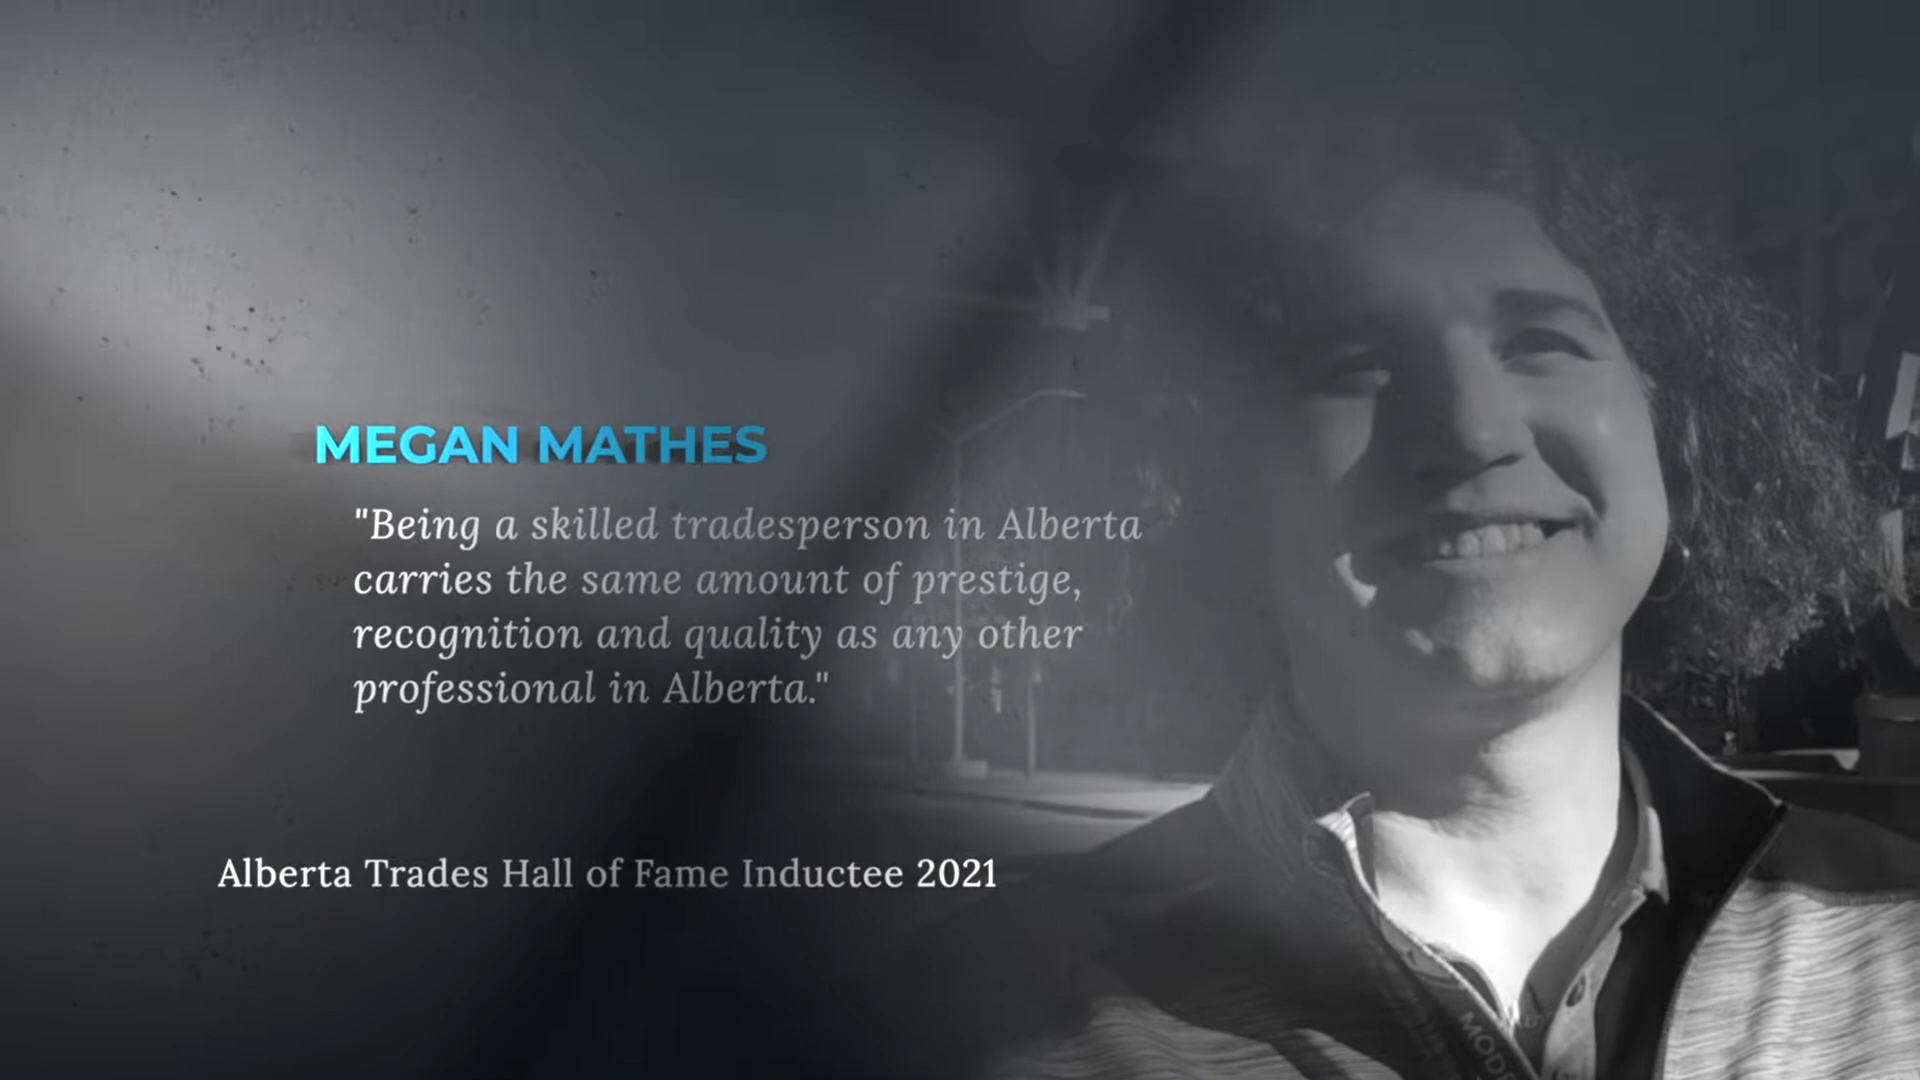 MEGAN MATHES
"Being a skilled tradesperson in Alberta
carries the same amount of prestige,
recognition and quality as any other
professional in Alberta."
Alberta Trades Hall of Fame Inductee 2021